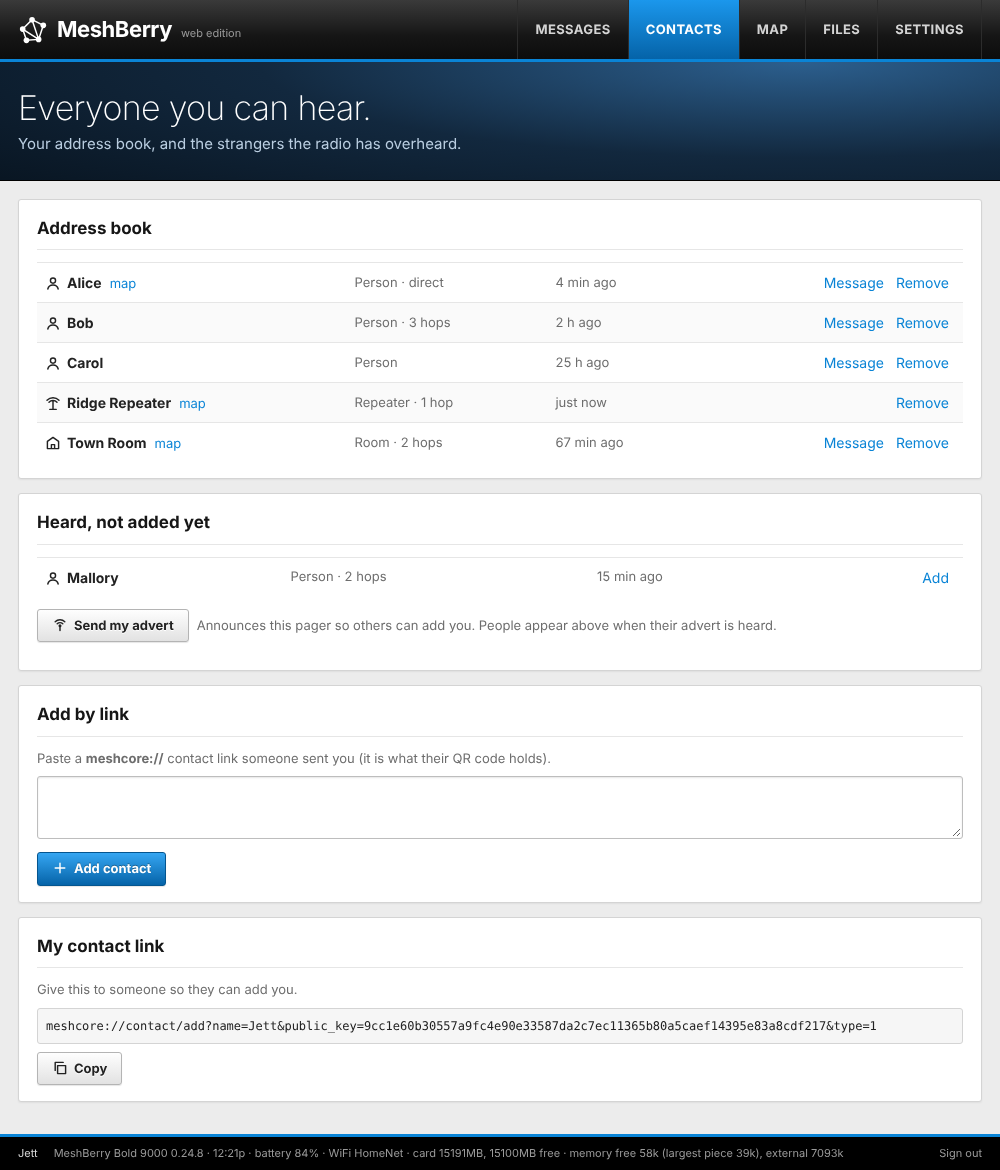 MeshBerry web edition MESSAGES CONTACTS MAP FILES SETTINGS
Everyone you can hear.
Your address book, and the strangers the radio has overheard.
Address book
Alice map Person · direct 4 min ago Message Remove
Bob Person · 3 hops 2 h ago Message Remove
Carol Person 25 h ago Message Remove
Ridge Repeater map Repeater · 1 hop just now Remove
Town Room map Room · 2 hops 67 min ago Message Remove
Heard, not added yet
Mallory Person · 2 hops 15 min ago Add
Send my advert Announces this pager so others can add you. People appear above when their advert is heard.
Add by link
Paste a meshcore:// contact link someone sent you (it is what their QR code holds).
Add contact
My contact link
Give this to someone so they can add you.
meshcore://contact/add?name=Jett&public_key=9cc1e60b30557a9fc4e90e33587da2c7ec11365b80a5caef14395e83a8cdf217&type=1
Copy
Jett MeshBerry Bold 9000 0.24.8 · 12:21p · battery 84% · WiFi HomeNet · card 15191MB, 15100MB free · memory free 58k (largest piece 39k), external 7093k Sign out